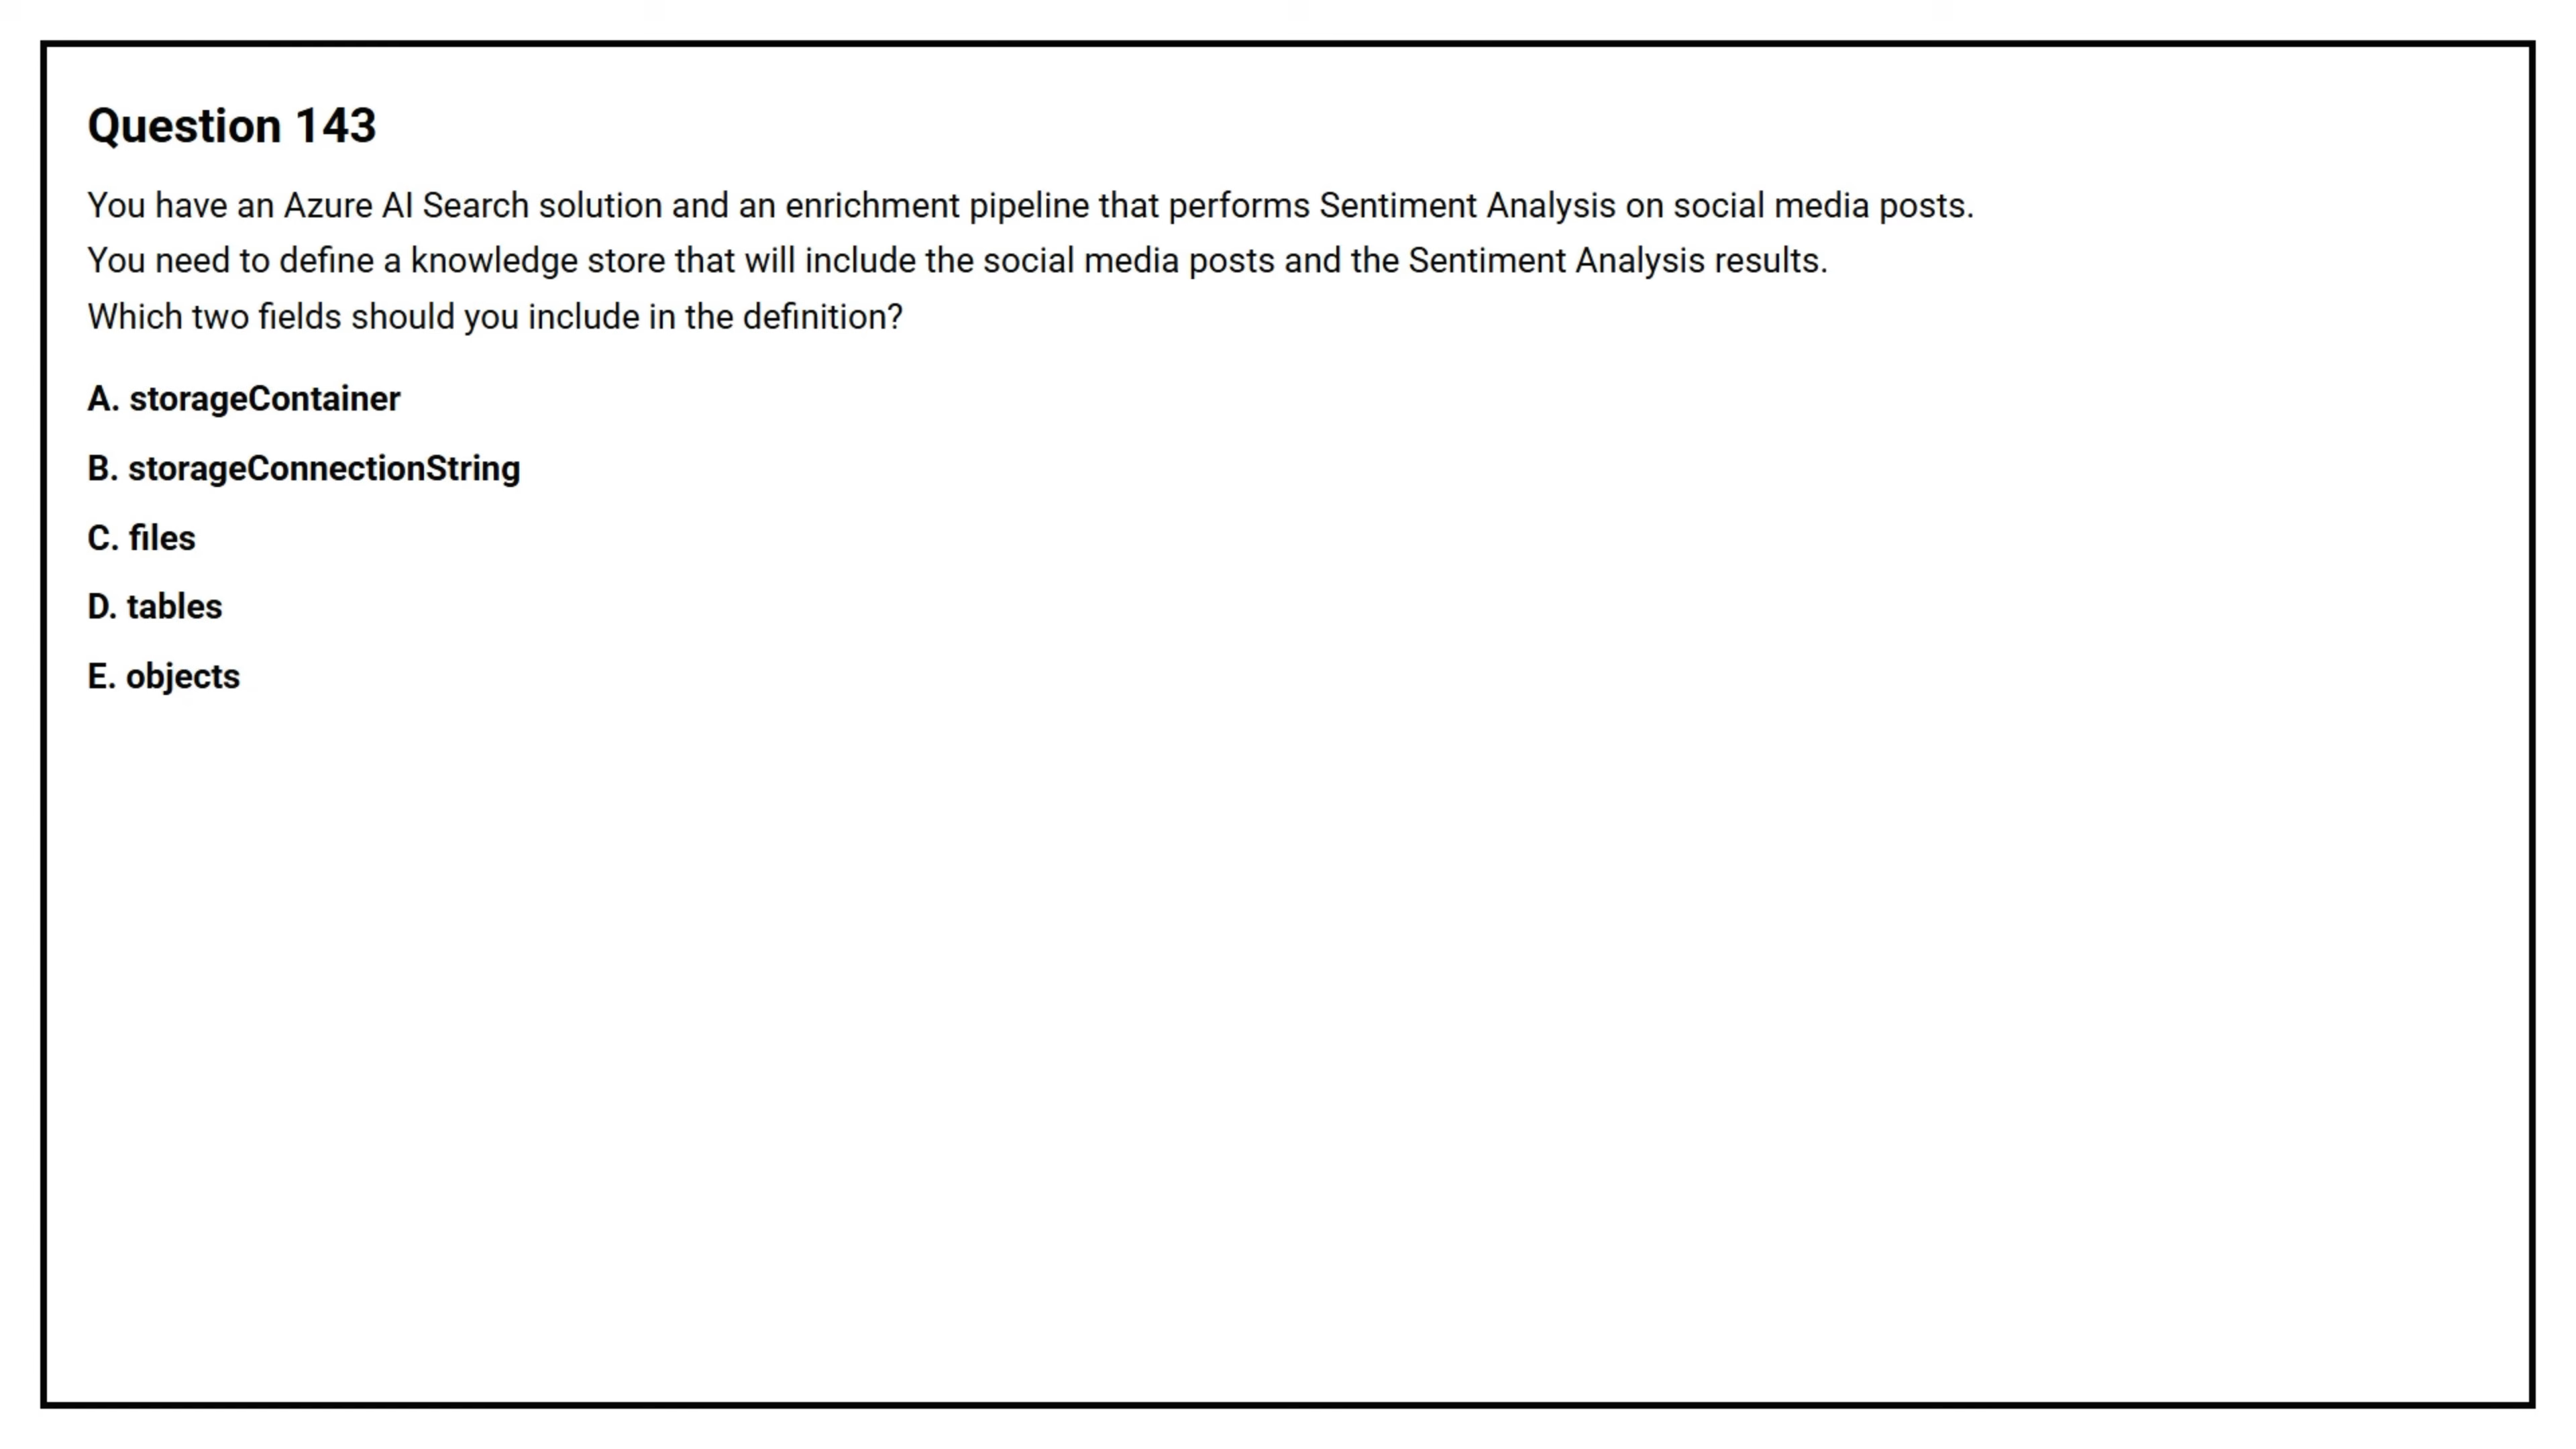 Question 143
You have an Azure AI Search solution and an enrichment pipeline that performs Sentiment Analysis on social media posts.
You need to define a knowledge store that will include the social media posts and the Sentiment Analysis results.
Which two fields should you include in the definition?
A. storageContainer
B. storageConnectionString
C. files
D. tables
E. objects